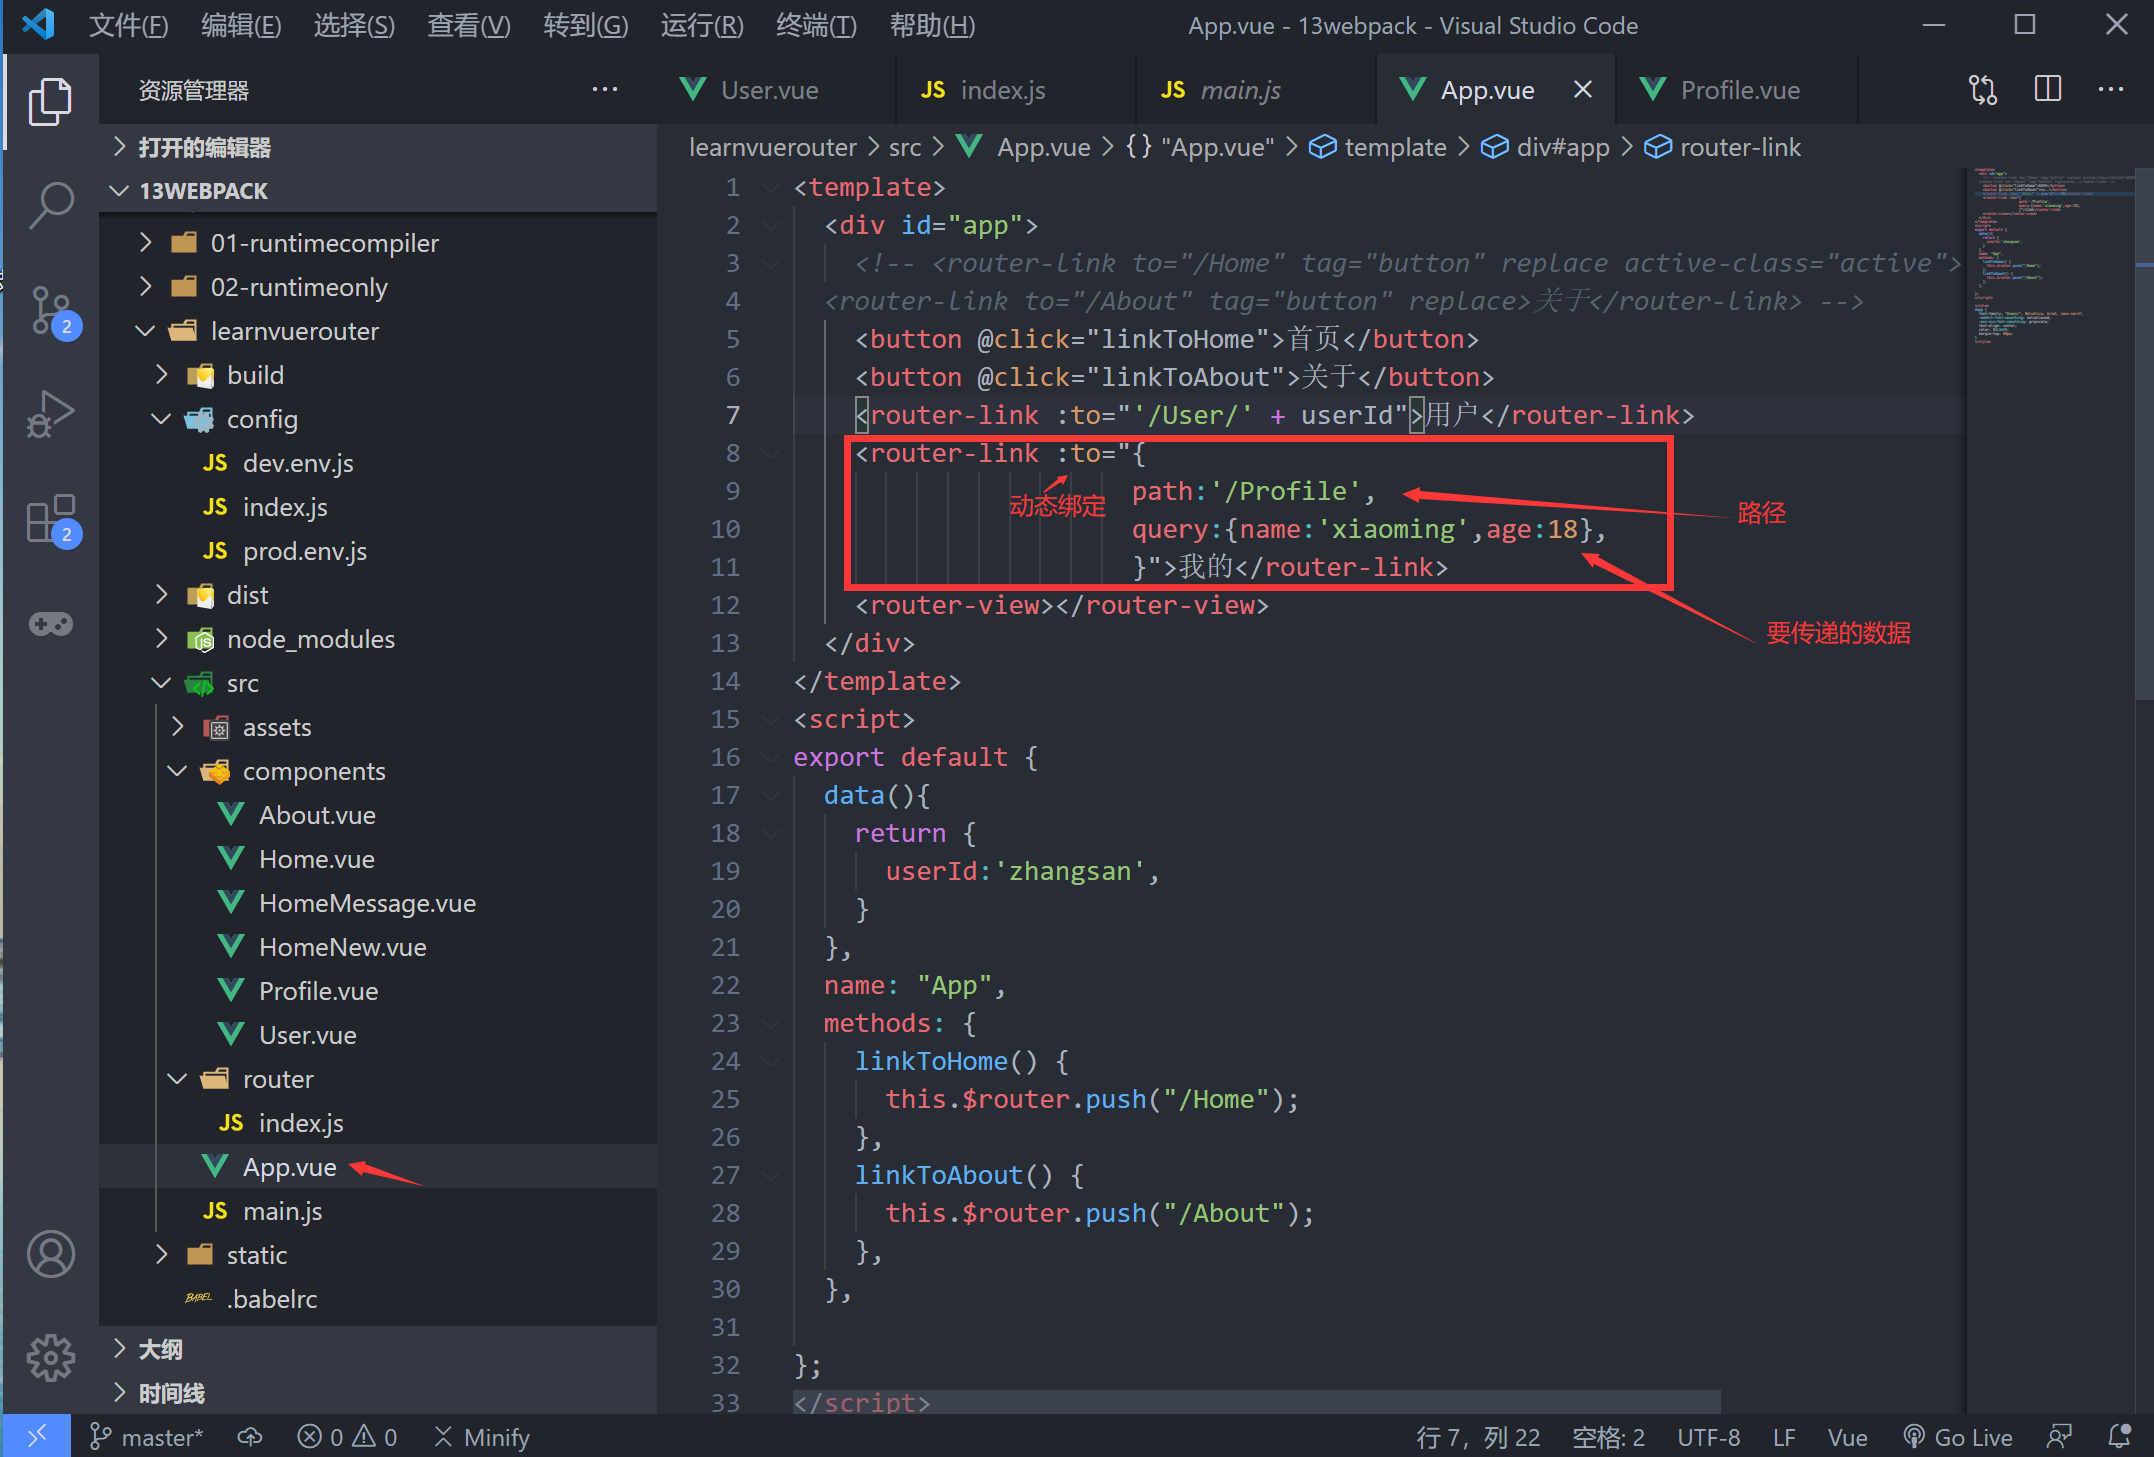 文件(F) 编辑(E) 选择(S) 查看(V) 转到(G) 运行(R) 终端(T) 帮助(H) App.vue - 13webpack - Visual Studio Code
资源管理器 ···
User.vue JS index.js JS main.js App.vue Profile.vue ···
learnvuerouter > src > App.vue > {} "App.vue" > template > div#app > router-link
打开的编辑器
13WEBPACK
01-runtimecompiler
02-runtimeonly
learnvuerouter
build
config
JS dev.env.js
JS index.js
JS prod.env.js
dist
node_modules
src
assets
components
About.vue
Home.vue
HomeMessage.vue
HomeNew.vue
Profile.vue
User.vue
router
JS index.js
App.vue
JS main.js
static
BABEL .babelrc
大纲
时间线
2
2
1 <template>
2 <div id="app">
3 <!-- <router-link to="/Home" tag="button" replace active-class="active">
4 <router-link to="/About" tag="button" replace>关于</router-link> -->
5 <button @click="linkToHome">首页</button>
6 <button @click="linkToAbout">关于</button>
7 <router-link :to="'/User/' + userId">用户</router-link>
8 <router-link :to="{
9 path:'/Profile',
10 query:{name:'xiaoming',age:18},
11 }">我的</router-link>
12 <router-view></router-view>
13 </div>
14 </template>
15 <script>
16 export default {
17 data(){
18 return {
19 userId:'zhangsan',
20 }
21 },
22 name: "App",
23 methods: {
24 linkToHome() {
25 this.$router.push("/Home");
26 },
27 linkToAbout() {
28 this.$router.push("/About");
29 },
30 },
31
32 };
33 </script>
动态绑定
路径
要传递的数据
master* 0 0 Minify 行 7，列 22 空格: 2 UTF-8 LF Vue Go Live